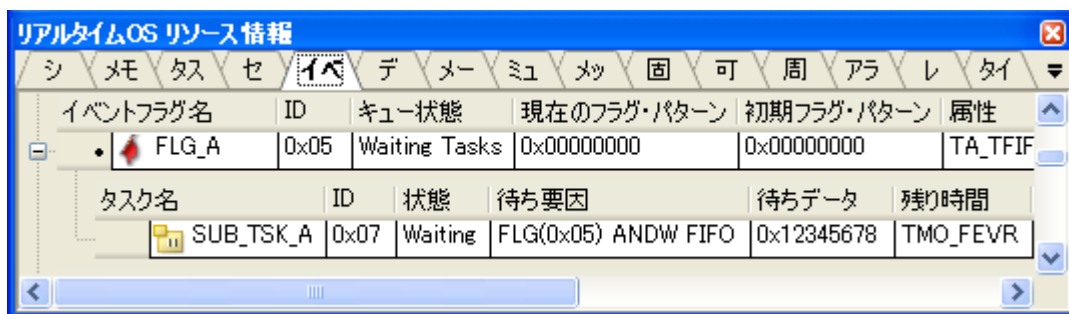 リアルタイムOS リソース情報
シ メモ タス セ イベ デ メー ミュ メッ 固 可 周 アラ レ タイ
イベントフラグ名 ID キュー状態 現在のフラグ・パターン 初期フラグ・パターン 属性
FLG_A 0x05 Waiting Tasks 0x00000000 0x00000000 TA_TFIF
タスク名 ID 状態 待ち要因 待ちデータ 残り時間
SUB_TSK_A 0x07 Waiting FLG(0x05) ANDW FIFO 0x12345678 TMO_FEVR